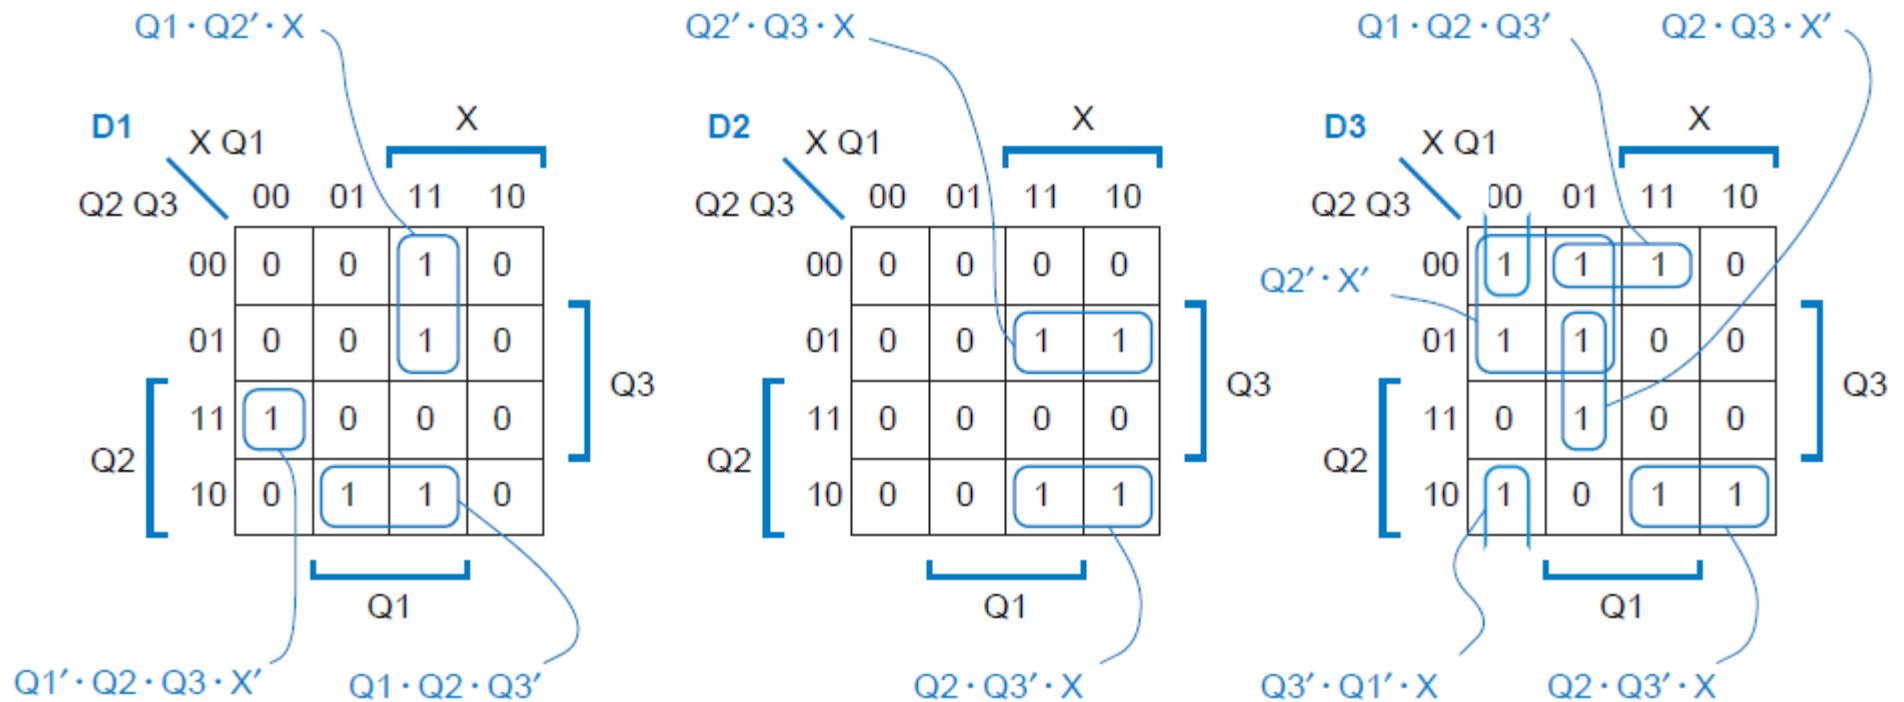 Q1 · Q2′ · X
Q2′ · Q3 · X
Q1 · Q2 · Q3′
Q2 · Q3 · X′
D1
X Q1
X
Q2 Q3
00 01 11 10
00 0 0 1 0
01 0 0 1 0
11 1 0 0 0
10 0 1 1 0
Q3
Q2
Q1
Q1′ · Q2 · Q3 · X′
Q1 · Q2 · Q3′
D2
X Q1
X
Q2 Q3
00 01 11 10
00 0 0 0 0
01 0 0 1 1
11 0 0 0 0
10 0 0 1 1
Q3
Q2
Q1
Q2 · Q3′ · X
D3
X Q1
X
Q2 Q3
00 01 11 10
Q2′ · X′
00 1 1 1 0
01 1 1 0 0
11 0 1 0 0
10 1 0 1 1
Q3
Q2
Q1
Q3′ · Q1′ · X
Q2 · Q3′ · X